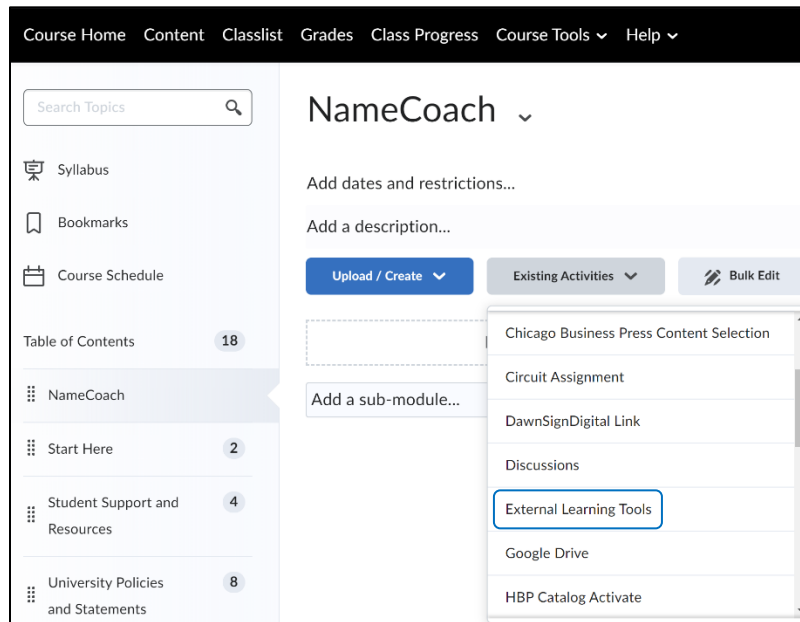 Course Home Content Classlist Grades Class Progress Course Tools Help
Search Topics
Syllabus
Bookmarks
Course Schedule
Table of Contents 18
NameCoach
Start Here 2
Student Support and 4
Resources
University Policies 8
and Statements
NameCoach
Add dates and restrictions...
Add a description...
Upload / Create Existing Activities Bulk Edit
Add a sub-module...
Chicago Business Press Content Selection
Circuit Assignment
DawnSignDigital Link
Discussions
External Learning Tools
Google Drive
HBP Catalog Activate